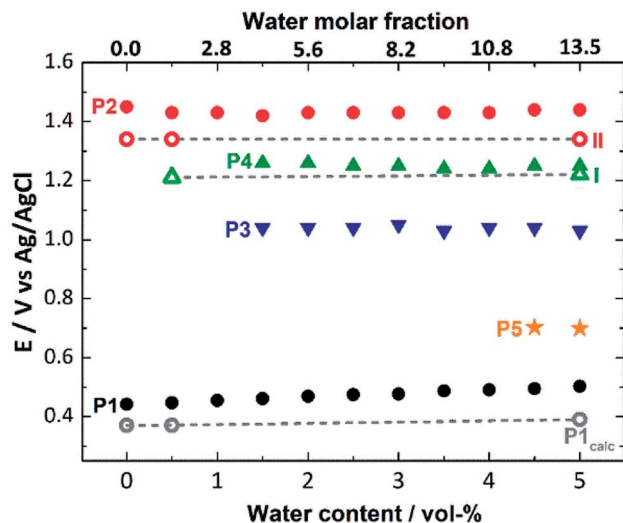 Water molar fraction
0.0 2.8 5.6 8.2 10.8 13.5
1.6
P2
1.4
II
P4
1.2
I
P3
1.0
E / V vs Ag/AgCl
0.8
P5
0.6
P1
0.4
P1calc
0 1 2 3 4 5
Water content / vol-%